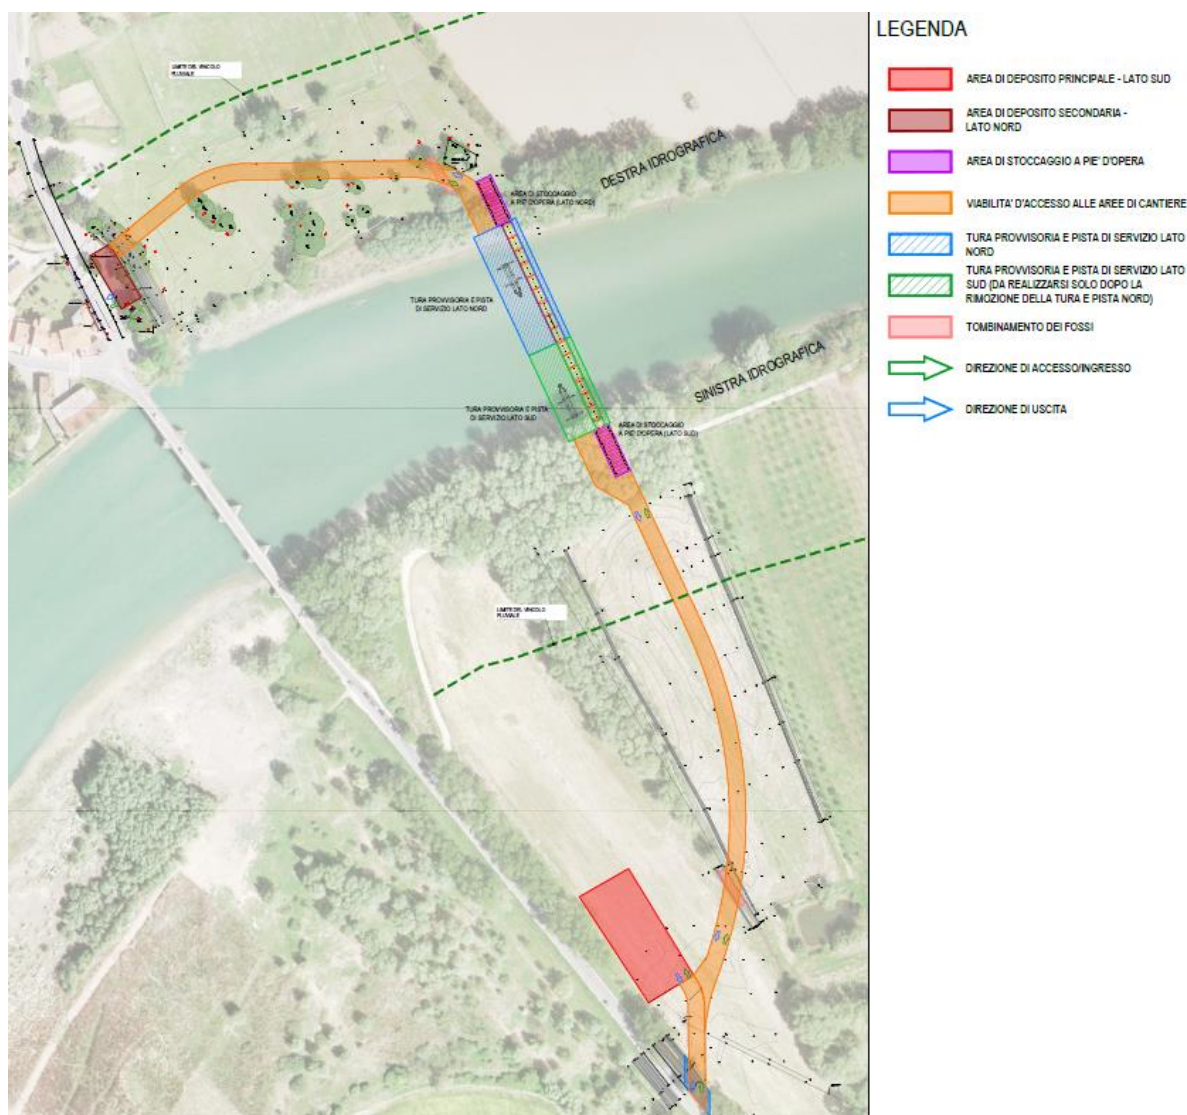 LEGENDA
AREA DI DEPOSITO PRINCIPALE - LATO SUD
AREA DI DEPOSITO SECONDARIA -
LATO NORD
AREA DI STOCCAGGIO A PIE' D'OPERA
VIABILITA' D'ACCESSO ALLE AREE DI CANTIERE
TURA PROVVISORIA E PISTA DI SERVIZIO LATO
NORD
TURA PROVVISORIA E PISTA DI SERVIZIO LATO
SUD (DA REALIZZARSI SOLO DOPO LA
RIMOZIONE DELLA TURA E PISTA NORD)
TOMBINAMENTO DEI FOSSI
DIREZIONE DI ACCESSO/INGRESSO
DIREZIONE DI USCITA
LIMITE DEL VINCOLO
FLUVIALE
DESTRA IDROGRAFICA
AREA DI STOCCAGGIO
A PIE' D'OPERA (LATO NORD)
TURA PROVVISORIA E PISTA
DI SERVIZIO LATO NORD
SINISTRA IDROGRAFICA
TURA PROVVISORIA E PISTA
DI SERVIZIO LATO SUD
AREA DI STOCCAGGIO
A PIE' D'OPERA (LATO SUD)
LIMITE DEL VINCOLO
FLUVIALE